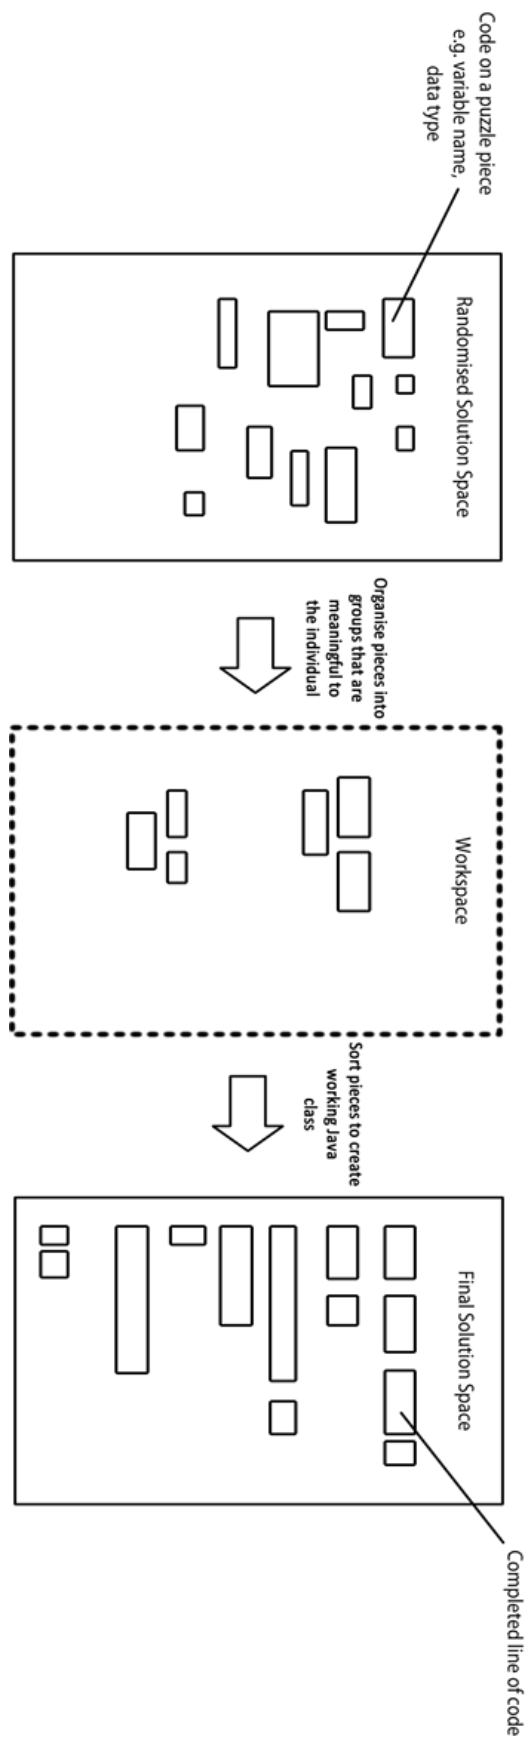 Code on a puzzle piece
e.g. variable name,
data type
Randomised Solution Space
Organise pieces into
groups that are
meaningful to
the individual
Workspace
Sort pieces to create
working Java
class
Final Solution Space
Completed line of code